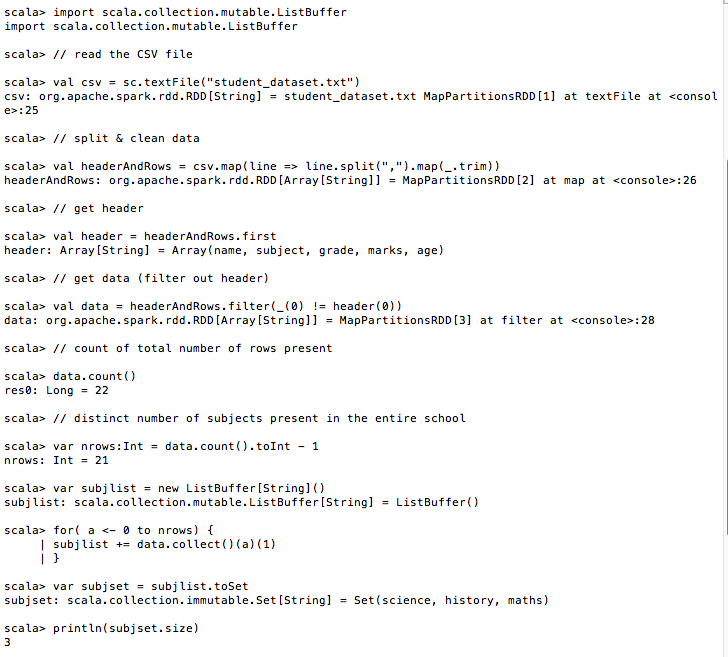 scala> import scala.collection.mutable.ListBuffer
import scala.collection.mutable.ListBuffer
scala> // read the CSV file
scala> val csv = sc.textFile("student_dataset.txt")
csv: org.apache.spark.rdd.RDD[String] = student_dataset.txt MapPartitionsRDD[1] at textFile at <consol
e>:25
scala> // split & clean data
scala> val headerAndRows = csv.map(line => line.split(",").map(_.trim))
headerAndRows: org.apache.spark.rdd.RDD[Array[String]] = MapPartitionsRDD[2] at map at <console>:26
scala> // get header
scala> val header = headerAndRows.first
header: Array[String] = Array(name, subject, grade, marks, age)
scala> // get data (filter out header)
scala> val data = headerAndRows.filter(_(0) != header(0))
data: org.apache.spark.rdd.RDD[Array[String]] = MapPartitionsRDD[3] at filter at <console>:28
scala> // count of total number of rows present
scala> data.count()
res0: Long = 22
scala> // distinct number of subjects present in the entire school
scala> var nrows:Int = data.count().toInt - 1
nrows: Int = 21
scala> var subjlist = new ListBuffer[String]()
subjlist: scala.collection.mutable.ListBuffer[String] = ListBuffer()
scala> for( a <- 0 to nrows) {
     | subjlist += data.collect()(a)(1)
     | }
scala> var subjset = subjlist.toSet
subjset: scala.collection.immutable.Set[String] = Set(science, history, maths)
scala> println(subjset.size)
3